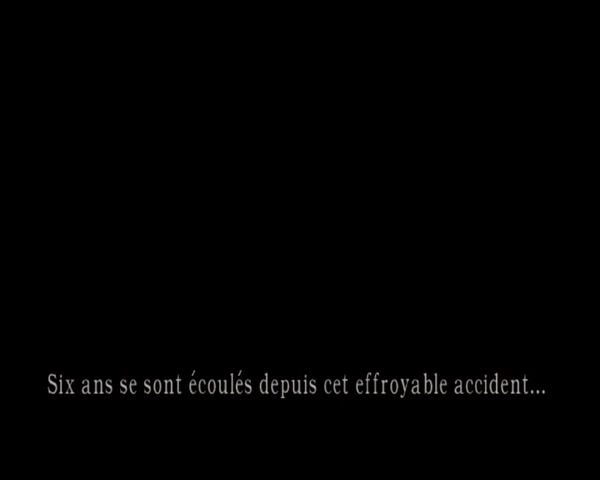 Six ans se sont écoulés depuis cet effroyable accident...